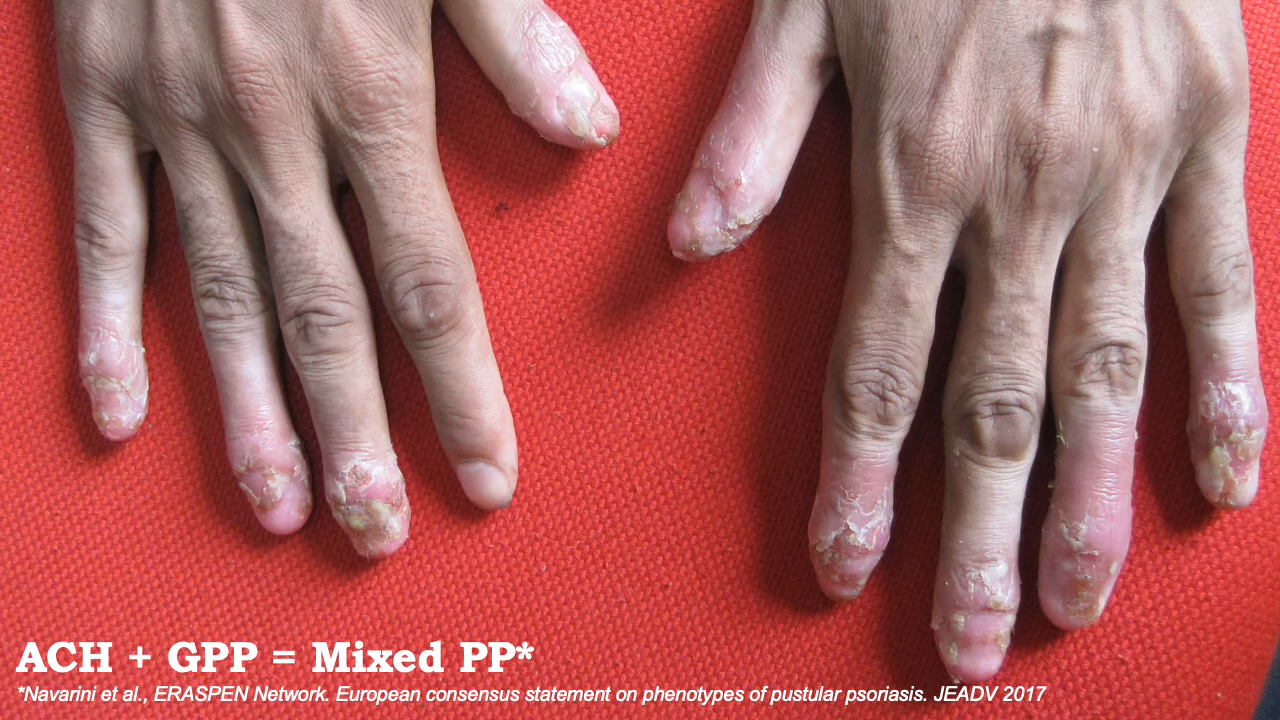 ACH + GPP = Mixed PP*
*Navarini et al., ERASPEN Network. European consensus statement on phenotypes of pustular psoriasis. JEADV 2017